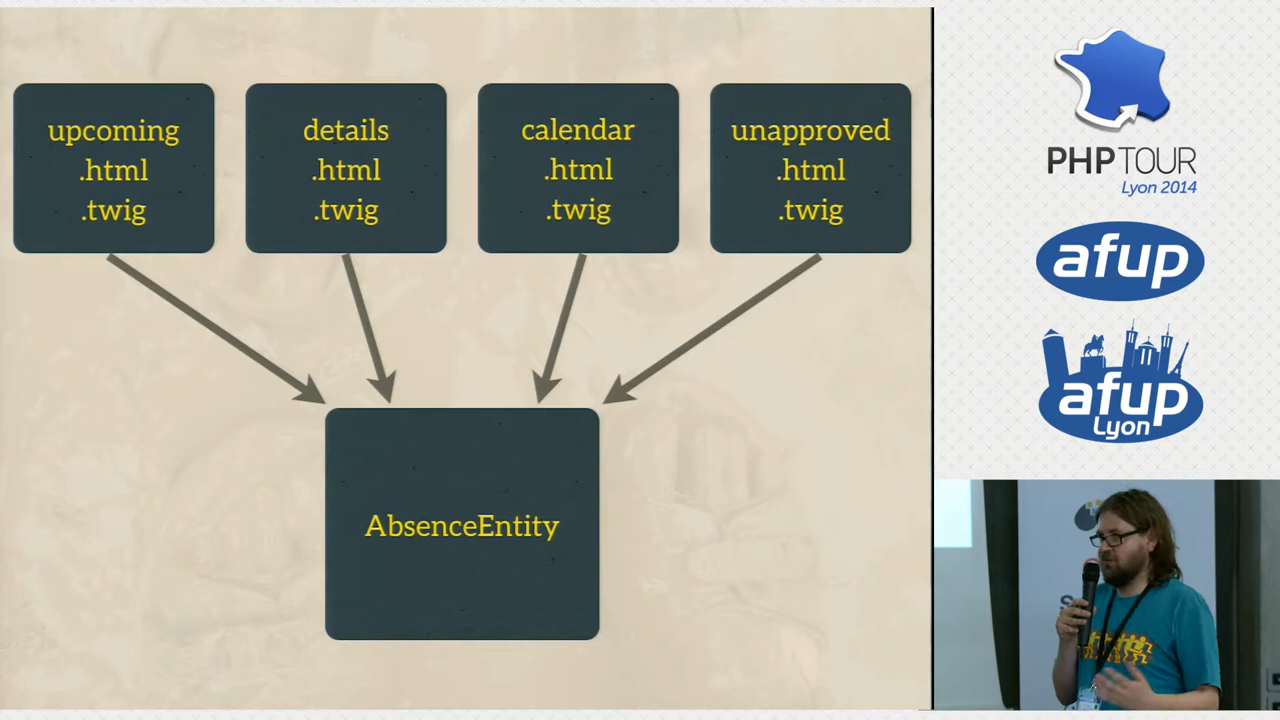 upcoming
.html
.twig
details
.html
.twig
calendar
.html
.twig
unapproved
.html
.twig
AbsenceEntity
PHPTOUR
Lyon 2014
afup
afup
Lyon